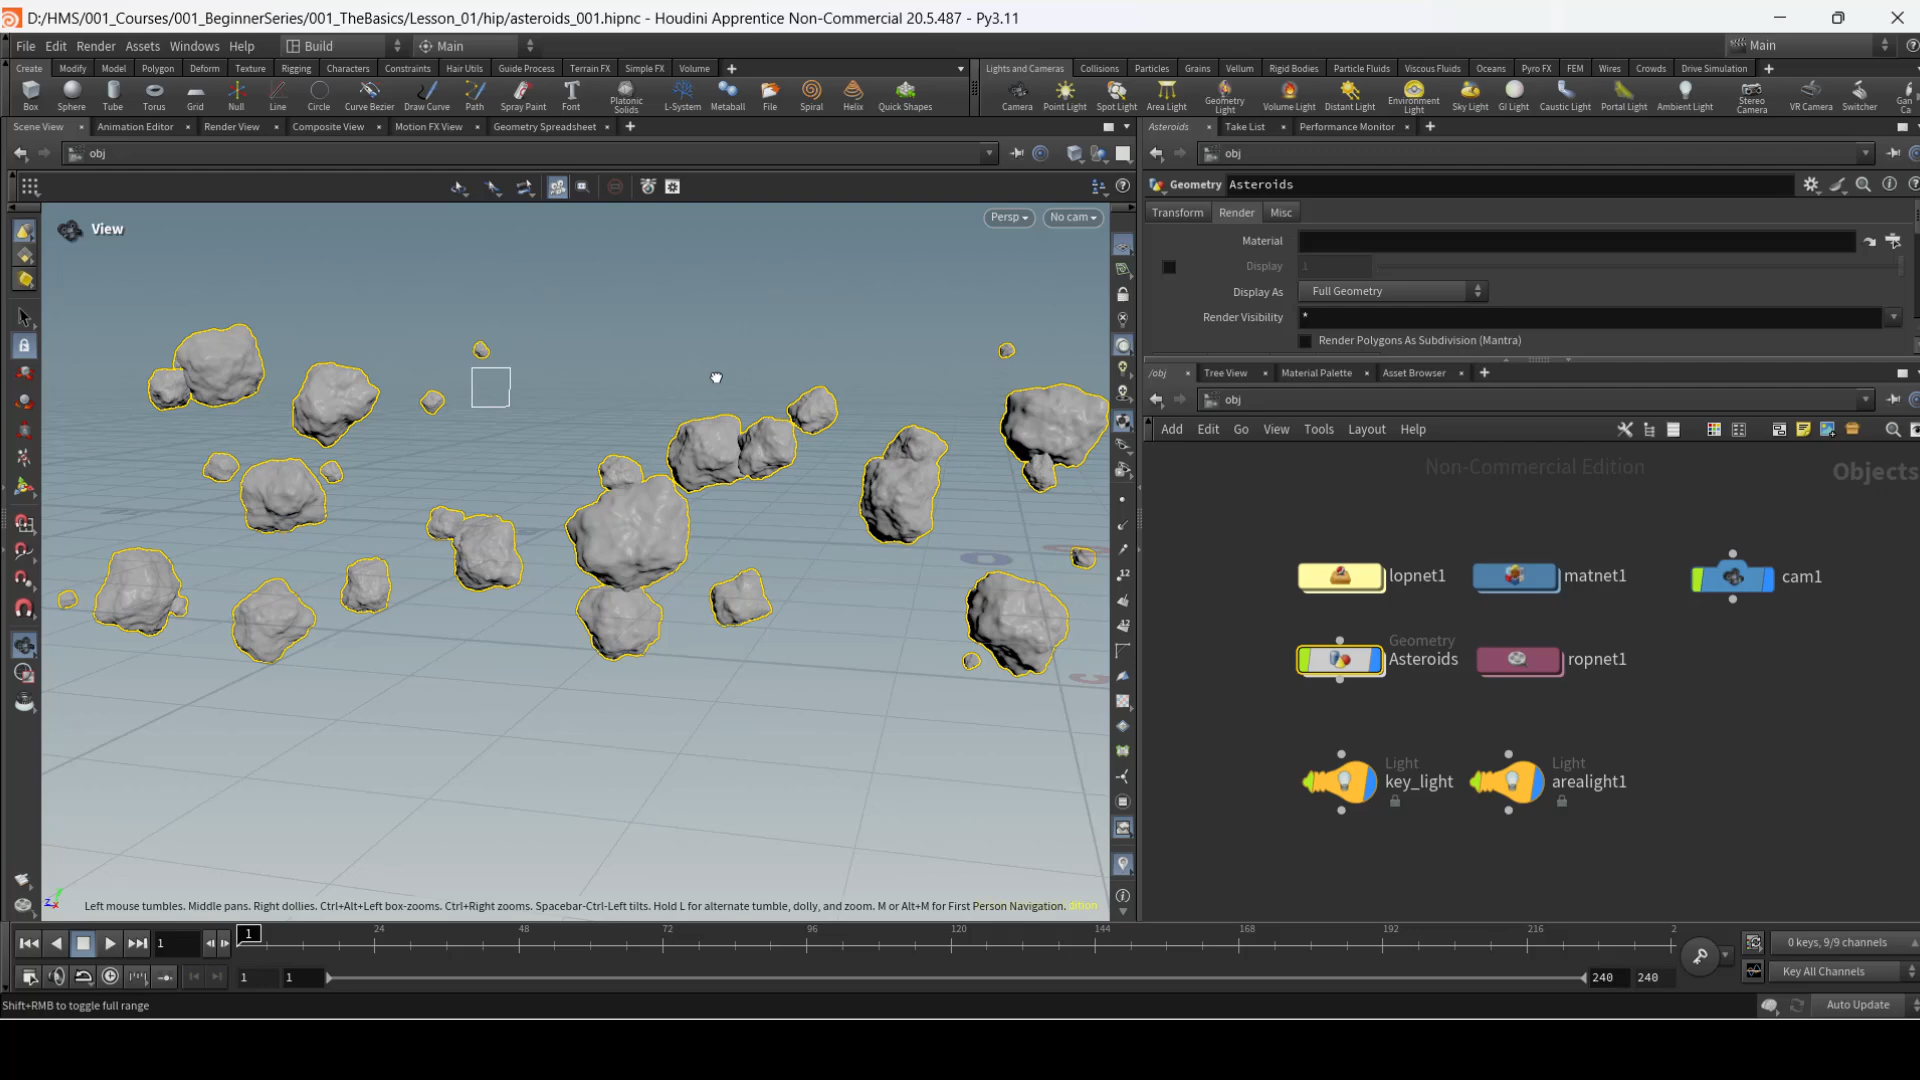 D:/HMS/001_Courses/001_BeginnerSeries/001_TheBasics/Lesson_01/hip/asteroids_001.hipnc - Houdini Apprentice Non-Commercial 20.5.487 - Py3.11
File Edit Render Assets Windows Help Build Main Main
Create Modify Model Polygon Deform Texture Rigging Characters Constraints Hair Utils Guide Process Terrain FX Simple FX Volume
Lights and Cameras Collisions Particles Grains Vellum Rigid Bodies Particle Fluids Viscous Fluids Oceans Pyro FX FEM Wires Crowds Drive Simulation
Box Sphere Tube Torus Grid Null Line Circle Curve Bezier Draw Curve Path Spray Paint Font Platonic Solids L-System Metaball File Spiral Helix Quick Shapes
Camera Point Light Spot Light Area Light Geometry Light Volume Light Distant Light Environment Light Sky Light GI Light Caustic Light Portal Light Ambient Light Stereo Camera VR Camera Switcher
Scene View Animation Editor Render View Composite View Motion FX View Geometry Spreadsheet
Asteroids Take List Performance Monitor
obj
obj
Geometry Asteroids
Transform Render Misc
Material
Display 1
Display As Full Geometry
Render Visibility *
Render Polygons As Subdivision (Mantra)
View
Persp No cam
/obj Tree View Material Palette Asset Browser
obj
Add Edit Go View Tools Layout Help
Non-Commercial Edition
Objects
lopnet1
matnet1
cam1
Geometry
Asteroids
ropnet1
Light
key_light
Light
arealight1
Left mouse tumbles. Middle pans. Right dollies. Ctrl+Alt+Left box-zooms. Ctrl+Right zooms. Spacebar-Ctrl-Left tilts. Hold L for alternate tumble, dolly, and zoom. M or Alt+M for First Person Navigation.
1 1 24 48 72 96 120 144 168 192 216 2
0 keys, 9/9 channels
1 1 240 240
Key All Channels
Shift+RMB to toggle full range
Auto Update